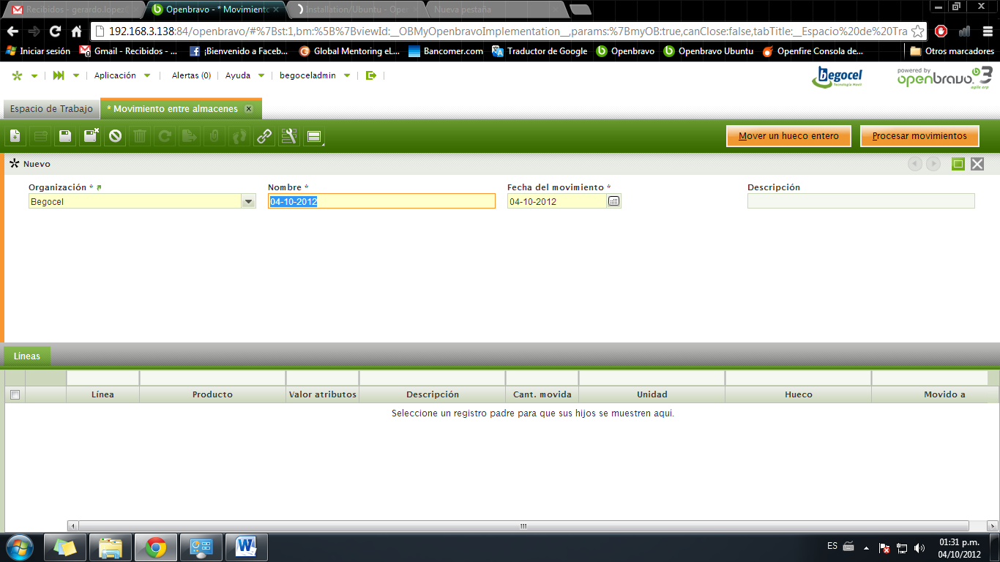 Recibidos - gerardo.lopez
Openbravo - * Movimiento
Installation/Ubuntu - Open
Nueva pestaña
192.168.3.138:84/openbravo/#%7Bst:1,bm:%5B%7BviewId:__OBMyOpenbravoImplementation__,params:%7BmyOB:true,canClose:false,tabTitle:__Espacio%20de%20Tra
Iniciar sesión
Gmail - Recibidos - ...
¡Bienvenido a Faceb...
Global Mentoring eL...
Bancomer.com
Traductor de Google
Openbravo
Openbravo Ubuntu
Openfire Consola de...
Otros marcadores
Aplicación
Alertas (0)
Ayuda
begoceladmin
begocel
Tecnología Movil
powered by
openbravo 3
agile erp
Espacio de Trabajo
* Movimiento entre almacenes
Mover un hueco entero
Procesar movimientos
Nuevo
Organización *
Nombre *
Fecha del movimiento *
Descripción
Begocel
04-10-2012
04-10-2012
Lineas
Línea
Producto
Valor atributos
Descripción
Cant. movida
Unidad
Hueco
Movido a
Seleccione un registro padre para que sus hijos se muestren aquí.
ES
01:31 p.m.
04/10/2012